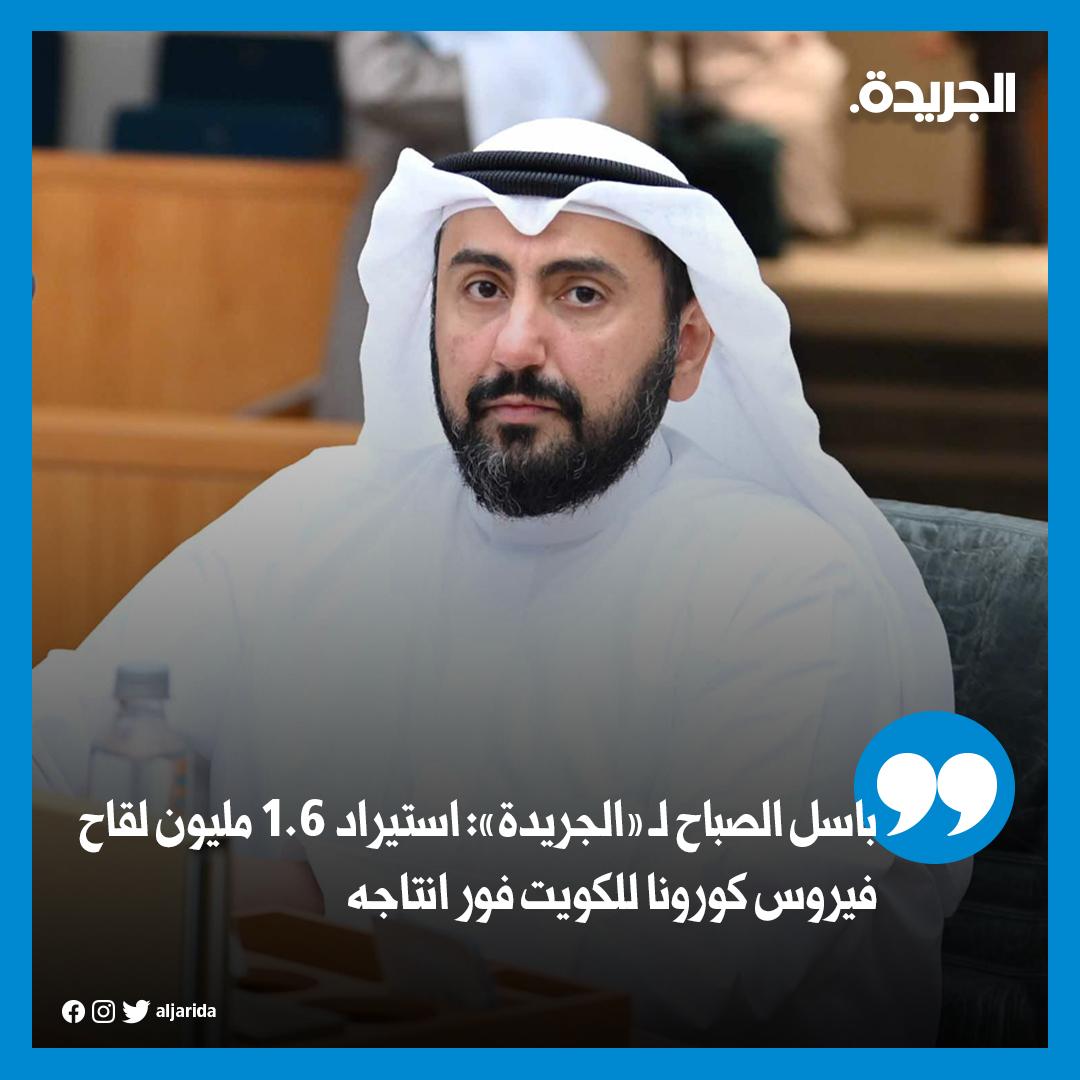 الجريدة.
باسل الصباح لـ «الجريدة»: استيراد 1.6 مليون لقاح
فيروس كورونا للكويت فور انتاجه
aljarida